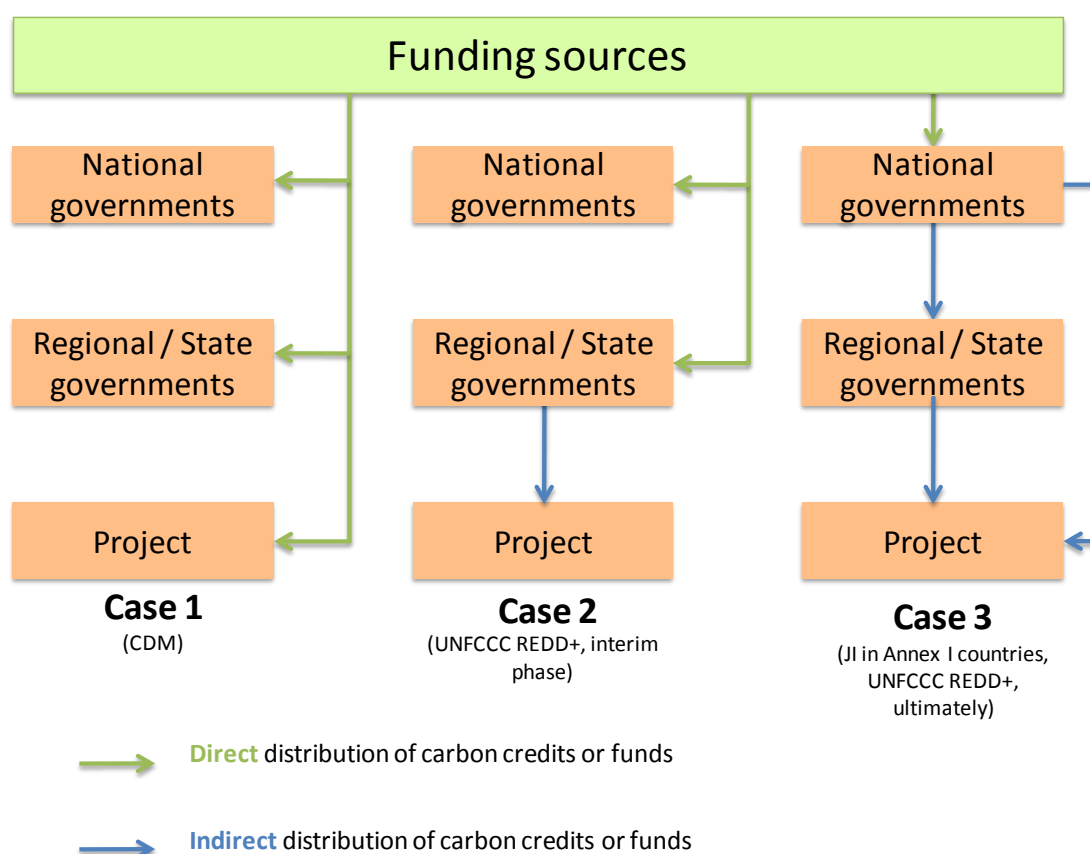 Funding sources
National
governments
National
governments
National
governments
Regional / State
governments
Regional / State
governments
Regional / State
governments
Project
Project
Project
Case 1
(CDM)
Case 2
(UNFCCC REDD+, interim
phase)
Case 3
(JI in Annex I countries,
UNFCCC REDD+,
ultimately)
Direct distribution of carbon credits or funds
Indirect distribution of carbon credits or funds